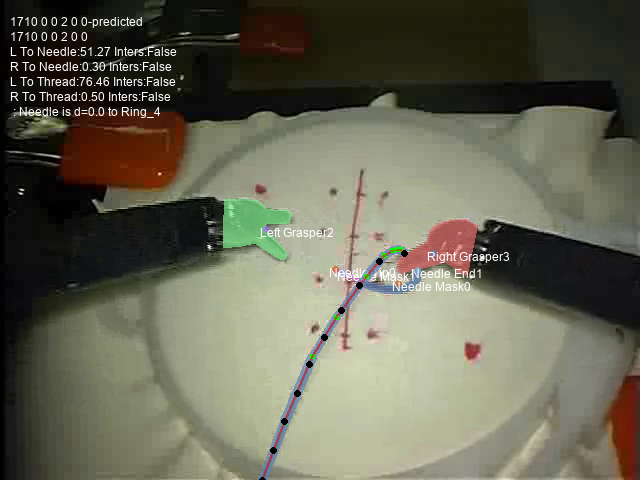 1710 0 0 2 0 0-predicted
1710 0 0 2 0 0
L To Needle:51.27 Inters:False
R To Needle:0.30 Inters:False
L To Thread:76.46 Inters:False
R To Thread:0.50 Inters:False
: Needle is d=0.0 to Ring_4
Left Grasper2
Right Grasper3
Needle End1
Needle Mask0